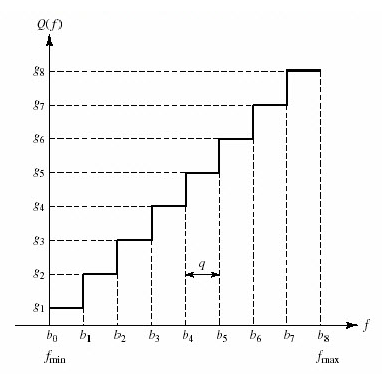 Q(f)
g8
g7
g6
g5
g4
g3
g2
g1
q
f
b0 b1 b2 b3 b4 b5 b6 b7 b8
fmin fmax